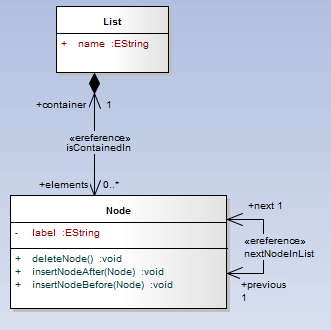 List
+ name :EString
+container 1
«ereference»
isContainedIn
+elements 0..*
Node
- label :EString
+ deleteNode() :void
+ insertNodeAfter(Node) :void
+ insertNodeBefore(Node) :void
+next 1
«ereference»
nextNodeInList
+previous
1